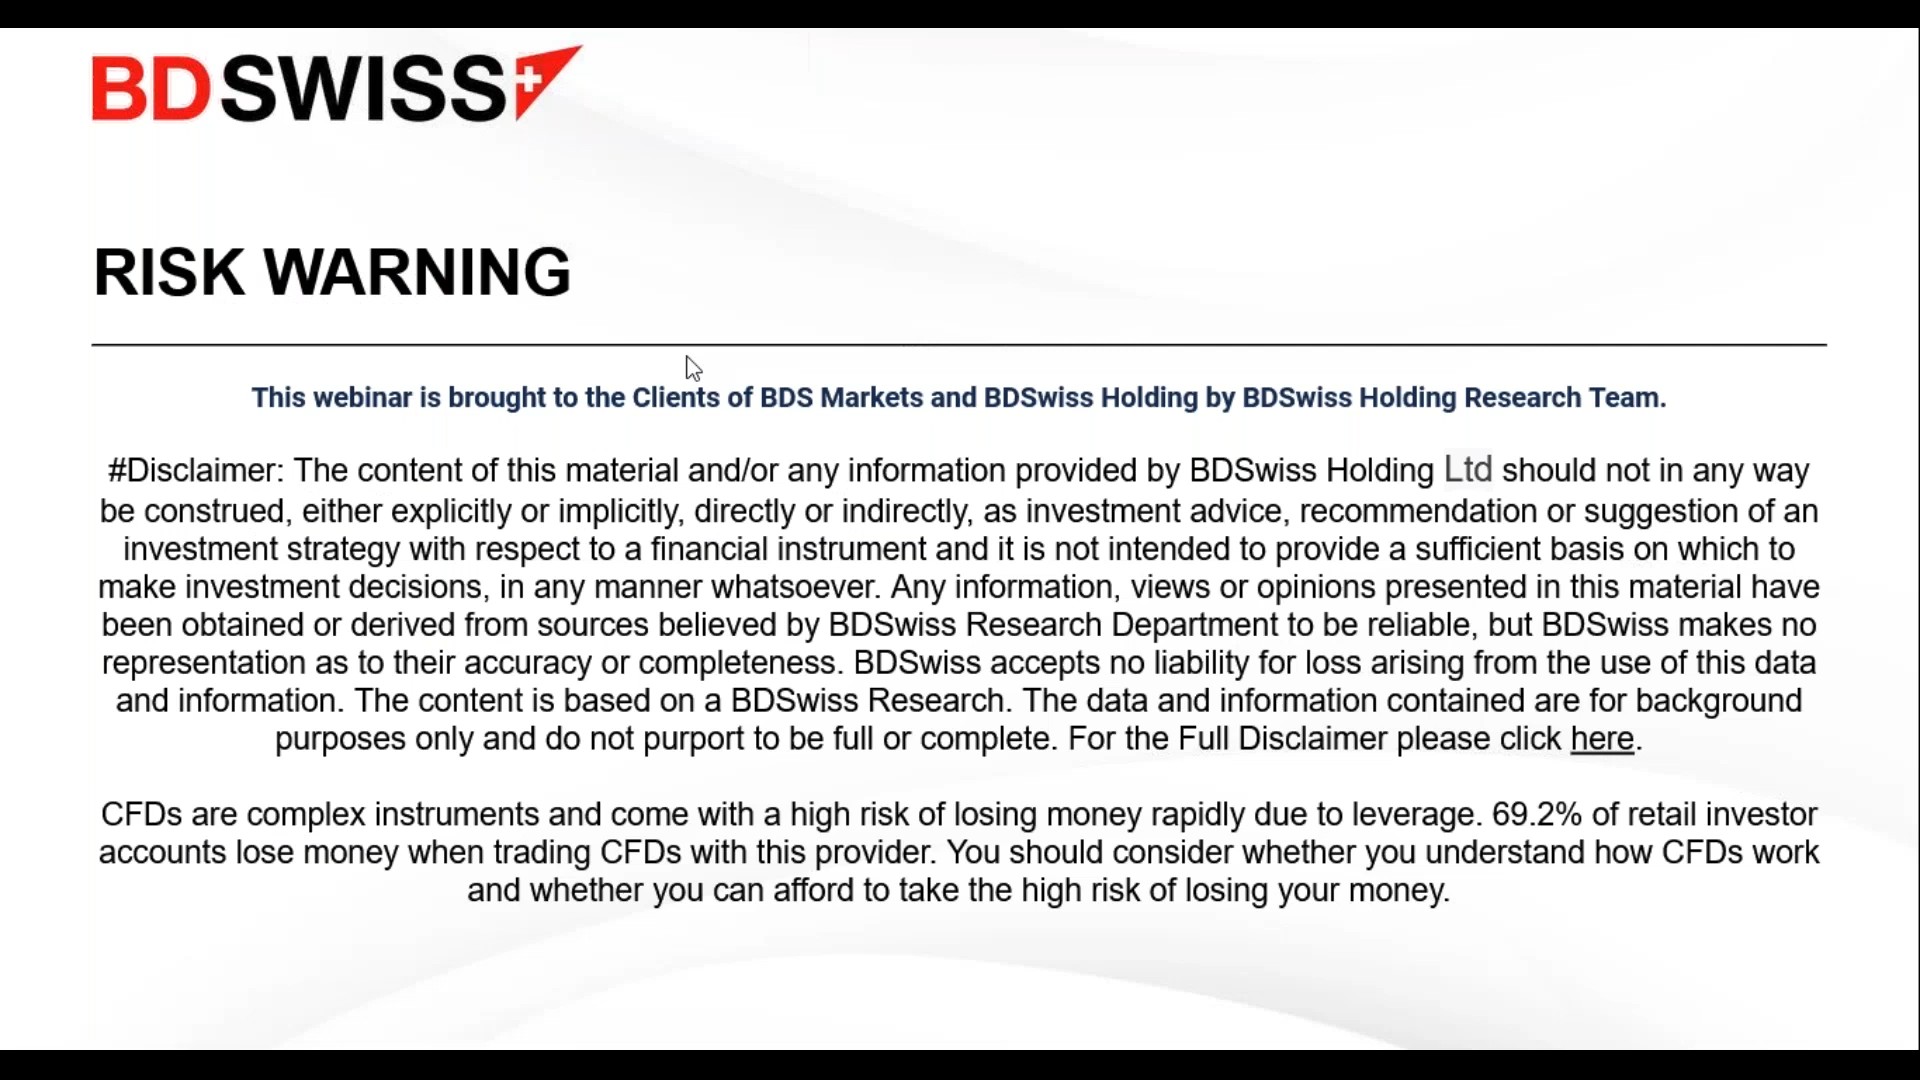 BDSWISS
RISK WARNING
This webinar is brought to the Clients of BDS Markets and BDSwiss Holding by BDSwiss Holding Research Team.
#Disclaimer: The content of this material and/or any information provided by BDSwiss Holding Ltd should not in any way
be construed, either explicitly or implicitly, directly or indirectly, as investment advice, recommendation or suggestion of an
investment strategy with respect to a financial instrument and it is not intended to provide a sufficient basis on which to
make investment decisions, in any manner whatsoever. Any information, views or opinions presented in this material have
been obtained or derived from sources believed by BDSwiss Research Department to be reliable, but BDSwiss makes no
representation as to their accuracy or completeness. BDSwiss accepts no liability for loss arising from the use of this data
and information. The content is based on a BDSwiss Research. The data and information contained are for background
purposes only and do not purport to be full or complete. For the Full Disclaimer please click here.
CFDs are complex instruments and come with a high risk of losing money rapidly due to leverage. 69.2% of retail investor
accounts lose money when trading CFDs with this provider. You should consider whether you understand how CFDs work
and whether you can afford to take the high risk of losing your money.